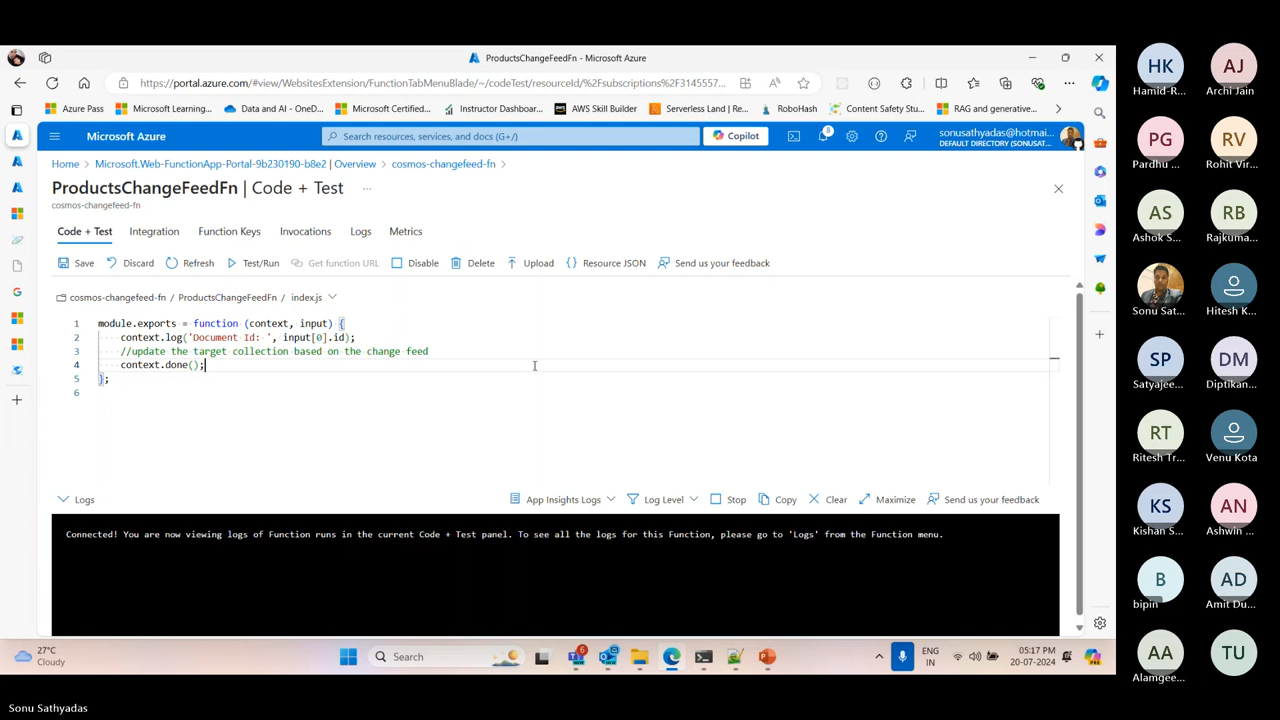 ProductsChangeFeedFn - Microsoft Azure
https://portal.azure.com/#view/WebsitesExtension/FunctionTabMenuBlade/~/codeTest/resourceId/%2Fsubscriptions%2F3145557...
Azure Pass
Microsoft Learning...
Data and AI - OneD...
Microsoft Certified...
Instructor Dashboar...
AWS Skill Builder
Serverless Land | Re...
RoboHash
Content Safety Stu...
RAG and generative...
Microsoft Azure
Search resources, services, and docs (G+/)
Copilot
8
sonusathyadas@hotmai...
DEFAULT DIRECTORY (SONUSAT...
Home > Microsoft.Web-FunctionApp-Portal-9b230190-b8e2 | Overview > cosmos-changefeed-fn >
ProductsChangeFeedFn | Code + Test ...
cosmos-changefeed-fn
Code + Test
Integration
Function Keys
Invocations
Logs
Metrics
Save
Discard
Refresh
Test/Run
Get function URL
Disable
Delete
Upload
Resource JSON
Send us your feedback
cosmos-changefeed-fn / ProductsChangeFeedFn / index.js
1 module.exports = function (context, input) {
2 context.log('Document Id: ', input[0].id);
3 //update the target collection based on the change feed
4 context.done();
5 };
6
Logs
App Insights Logs
Log Level
Stop
Copy
Clear
Maximize
Send us your feedback
Connected! You are now viewing logs of Function runs in the current Code + Test panel. To see all the logs for this Function, please go to 'Logs' from the Function menu.
27°C
Cloudy
Search
6
ENG
IN
05:17 PM
20-07-2024
HK
Hamid-R...
AJ
Archi Jain
PG
Pardhu ...
RV
Rohit Vir...
AS
Ashok S...
RB
Rajkuma...
Sonu Sat...
Hitesh K...
SP
Satyajee...
DM
Diptikan...
RT
Ritesh Tr...
Venu Kota
KS
Kishan S...
AN
Ashwin ...
B
bipin
AD
Amit Du...
AA
Alamgee...
TU
Sonu Sathyadas